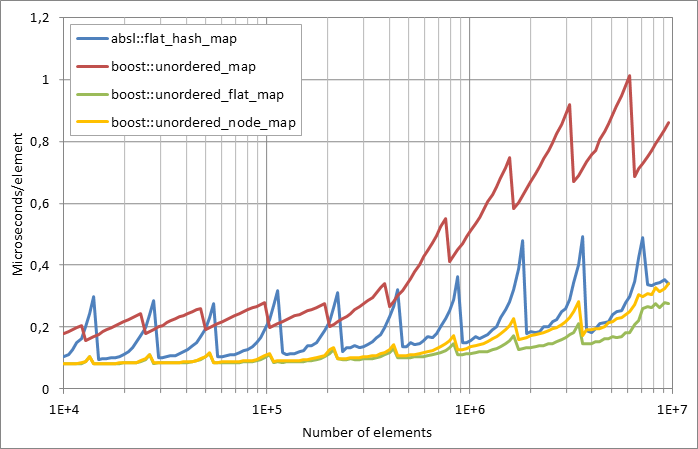 1,2
1
0,8
0,6
0,4
0,2
0
Microseconds/element
absl::flat_hash_map
boost::unordered_map
boost::unordered_flat_map
boost::unordered_node_map
1E+4 1E+5 1E+6 1E+7
Number of elements